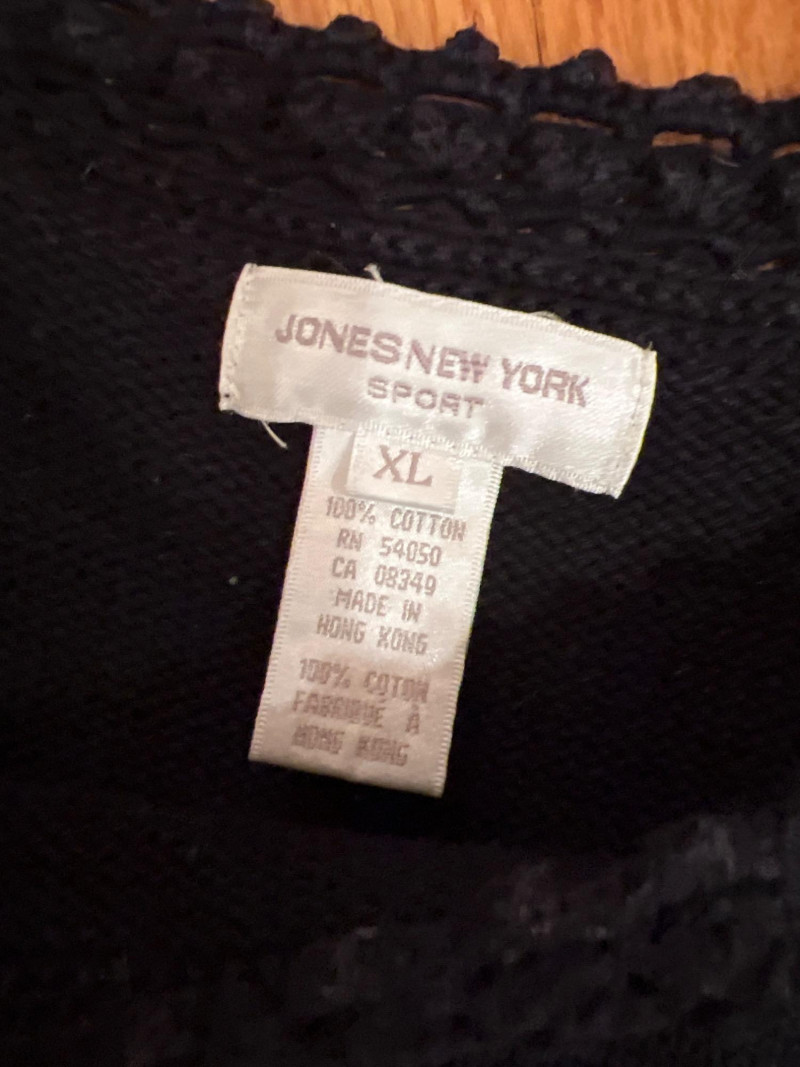 JONES NEW YORK
SPORT
XL
100% COTTON
RN 54050
CA 08349
MADE IN
HONG KONG
100% COTON
FABRIQUÉ À
HONG KONG